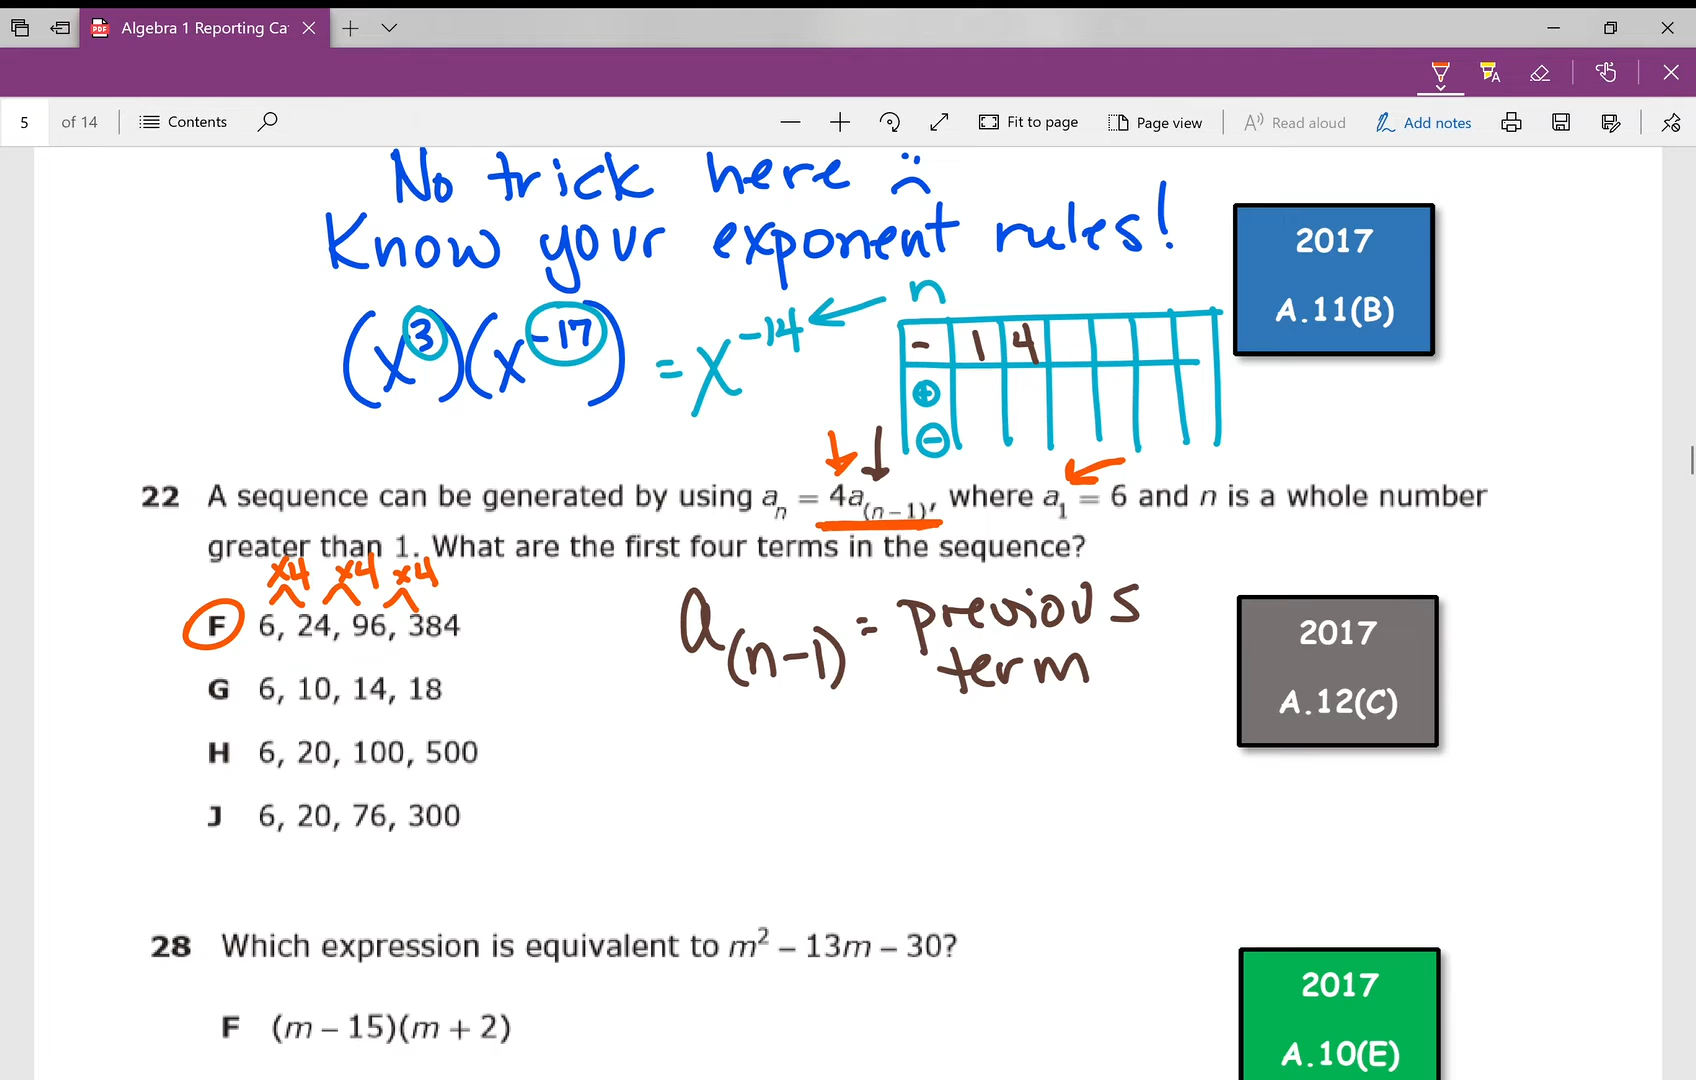 Algebra 1 Reporting Ca
5 of 14 Contents Fit to page Page view Read aloud Add notes
No trick here
Know your exponent rules!
2017
A.11(B)
(x³)(x⁻¹⁷) = x⁻¹⁴
n
- 1 4
+
-
22 A sequence can be generated by using aₙ = 4a₍ₙ₋₁₎, where a₁ = 6 and n is a whole number
greater than 1. What are the first four terms in the sequence?
x4 x4 x4
F 6, 24, 96, 384
G 6, 10, 14, 18
H 6, 20, 100, 500
J 6, 20, 76, 300
a₍ₙ₋₁₎ = previous
term
2017
A.12(C)
28 Which expression is equivalent to m² – 13m – 30?
F (m – 15)(m + 2)
2017
A.10(E)